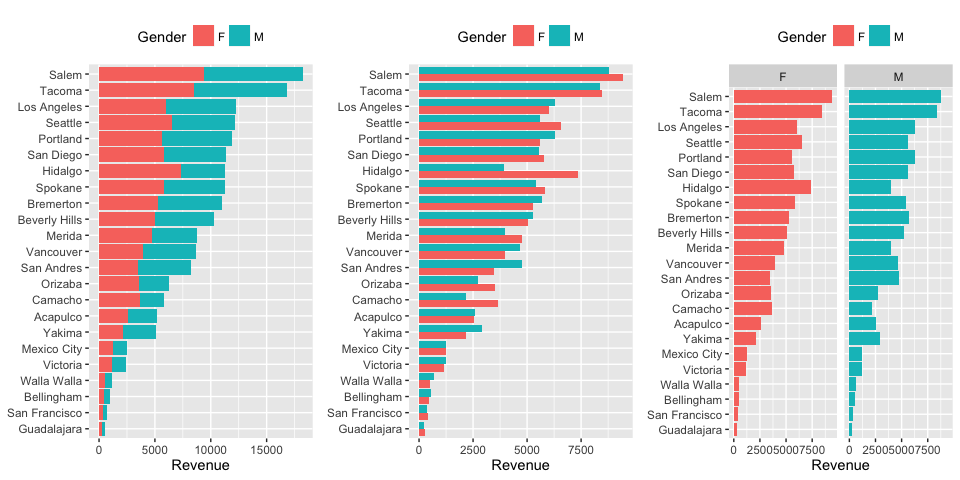 Gender F M
Salem
Tacoma
Los Angeles
Seattle
Portland
San Diego
Hidalgo
Spokane
Bremerton
Beverly Hills
Merida
Vancouver
San Andres
Orizaba
Camacho
Acapulco
Yakima
Mexico City
Victoria
Walla Walla
Bellingham
San Francisco
Guadalajara
0 5000 10000 15000
Revenue
Gender F M
Salem
Tacoma
Los Angeles
Seattle
Portland
San Diego
Hidalgo
Spokane
Bremerton
Beverly Hills
Merida
Vancouver
San Andres
Orizaba
Camacho
Acapulco
Yakima
Mexico City
Victoria
Walla Walla
Bellingham
San Francisco
Guadalajara
0 2500 5000 7500
Revenue
Gender F M
F M
Salem
Tacoma
Los Angeles
Seattle
Portland
San Diego
Hidalgo
Spokane
Bremerton
Beverly Hills
Merida
Vancouver
San Andres
Orizaba
Camacho
Acapulco
Yakima
Mexico City
Victoria
Walla Walla
Bellingham
San Francisco
Guadalajara
0 2500 5000 7500 0 2500 5000 7500
Revenue